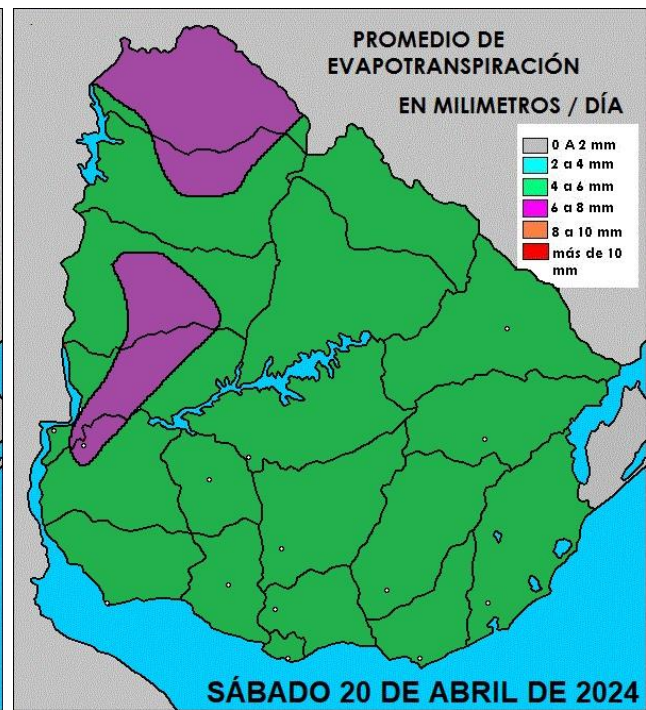 PROMEDIO DE
EVAPOTRANSPIRACIÓN
EN MILIMETROS / DÍA
0 A 2 mm
2 a 4 mm
4 a 6 mm
6 a 8 mm
8 a 10 mm
más de 10
mm
SÁBADO 20 DE ABRIL DE 2024